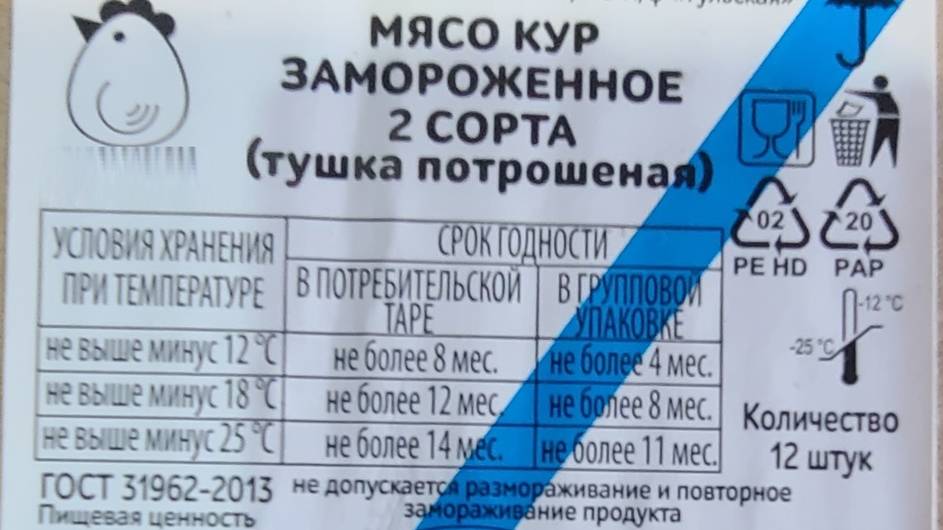 МЯСО КУР
ЗАМОРОЖЕННОЕ
2 СОРТА
(тушка потрошеная)
02 20
PE HD PAP
УСЛОВИЯ ХРАНЕНИЯ СРОК ГОДНОСТИ
ПРИ ТЕМПЕРАТУРЕ В ПОТРЕБИТЕЛЬСКОЙ В ГРУППОВОЙ
ТАРЕ УПАКОВКЕ
-12 °C
-25 °C
не выше минус 12 °C не более 8 мес. не более 4 мес.
не выше минус 18 °C не более 12 мес. не более 8 мес.
не выше минус 25 °C не более 14 мес. не более 11 мес.
Количество
12 штук
ГОСТ 31962-2013 не допускается размораживание и повторное
замораживание продукта
Пищевая ценность